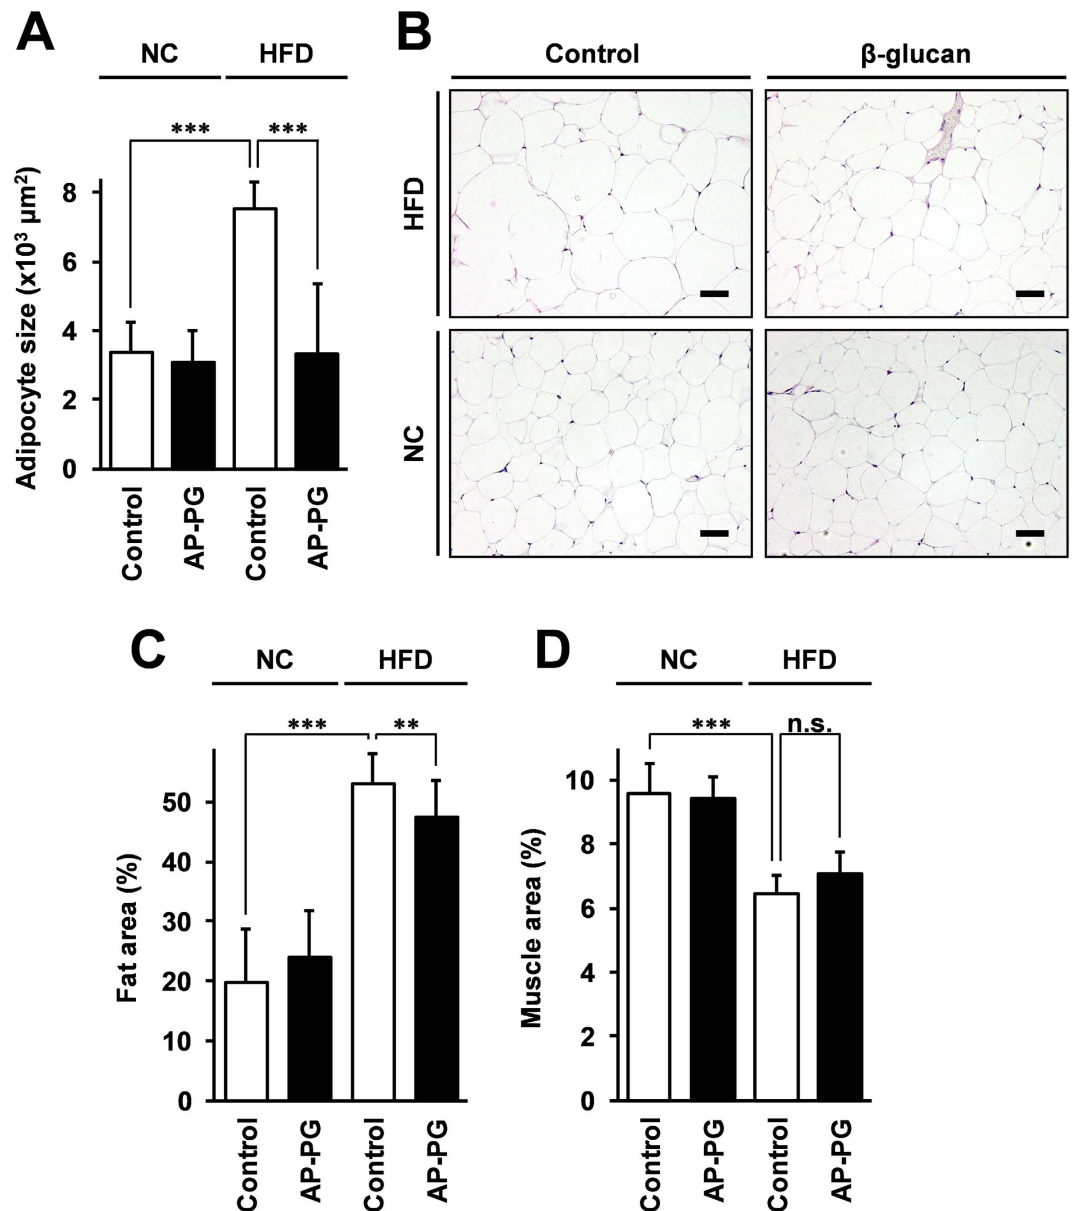 A
NC HFD
*** ***
Adipocyte size (x10³ µm²)
8
6
4
2
0
Control
AP-PG
Control
AP-PG
B
Control β-glucan
HFD
NC
C
NC HFD
*** **
Fat area (%)
50
40
30
20
10
0
Control
AP-PG
Control
AP-PG
D
NC HFD
*** n.s.
Muscle area (%)
10
8
6
4
2
0
Control
AP-PG
Control
AP-PG